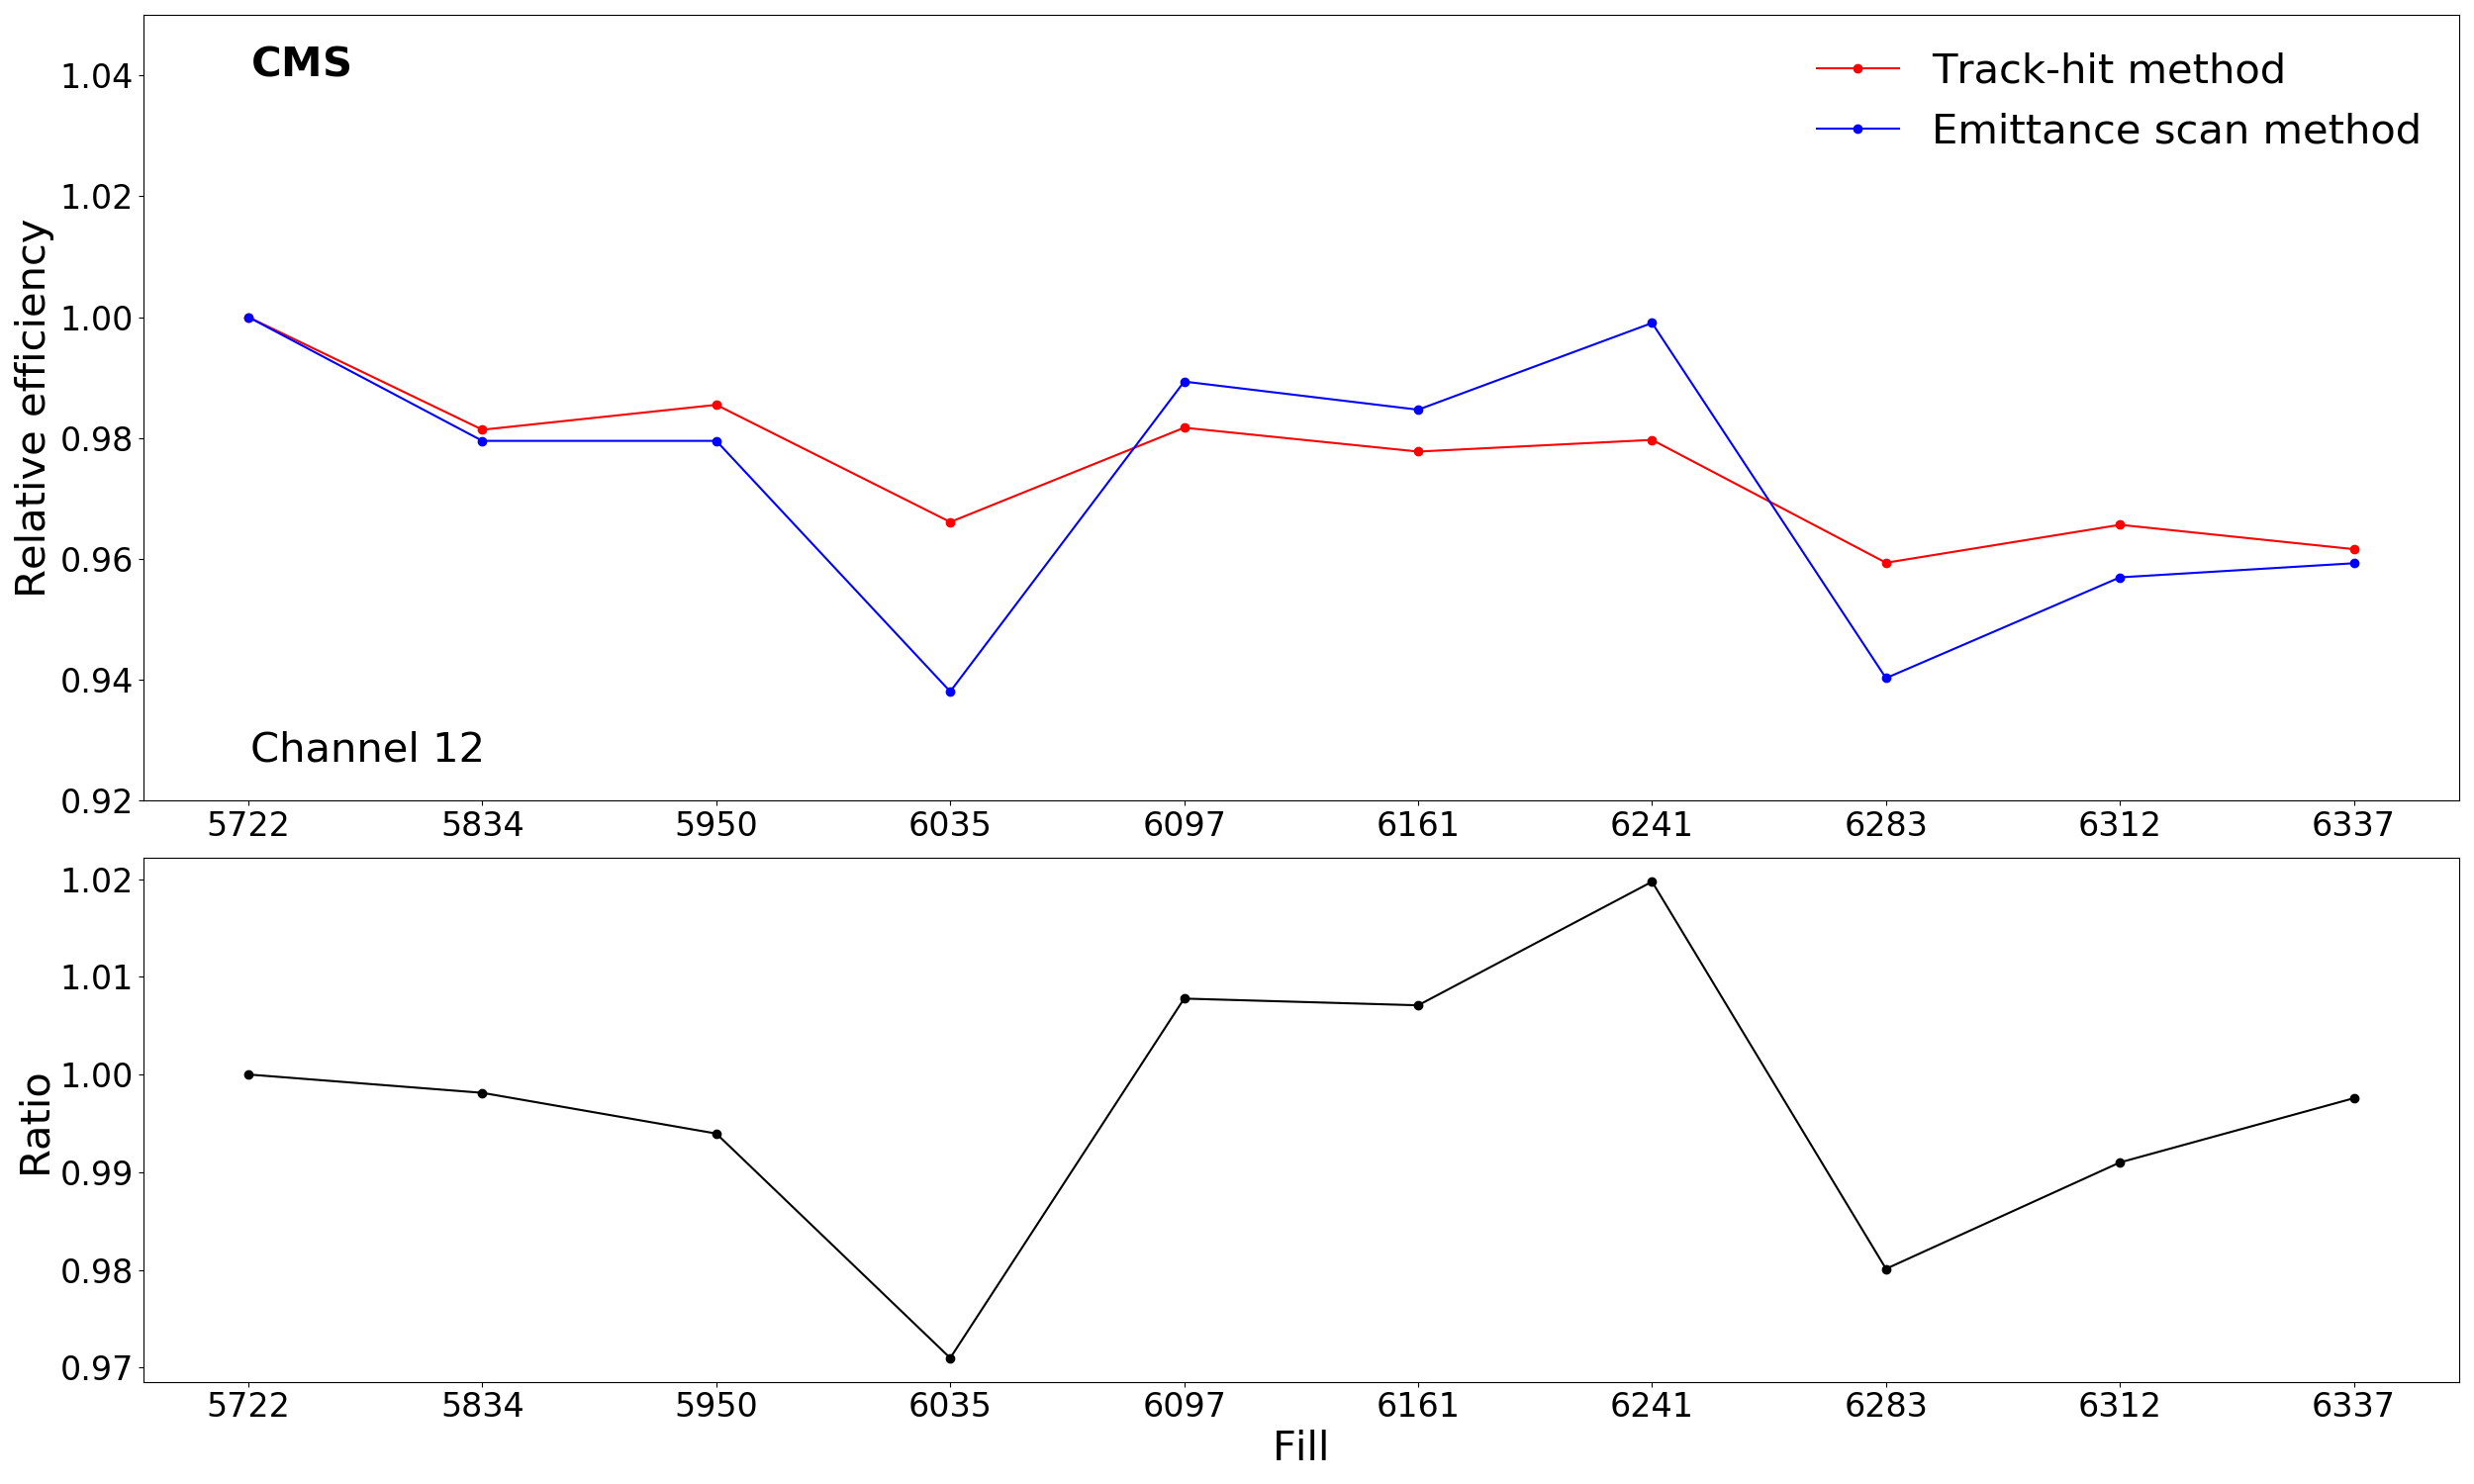 CMS
Track-hit method
Emittance scan method
Relative efficiency
1.04
1.02
1.00
0.98
0.96
0.94
0.92
Channel 12
5722 5834 5950 6035 6097 6161 6241 6283 6312 6337
Ratio
1.02
1.01
1.00
0.99
0.98
0.97
5722 5834 5950 6035 6097 6161 6241 6283 6312 6337
Fill